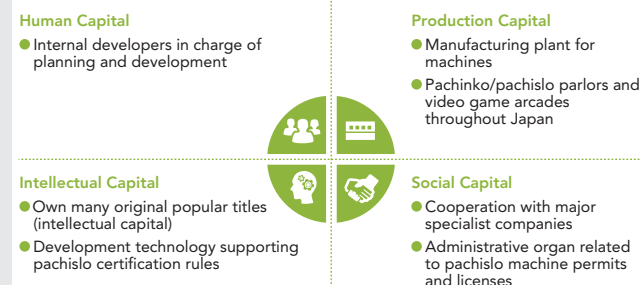 Human Capital
● Internal developers in charge of
planning and development
Production Capital
● Manufacturing plant for
machines
● Pachinko/pachislo parlors and
video game arcades
throughout Japan
Intellectual Capital
● Own many original popular titles
(intellectual capital)
● Development technology supporting
pachislo certification rules
Social Capital
● Cooperation with major
specialist companies
● Administrative organ related
to pachislo machine permits
and licenses